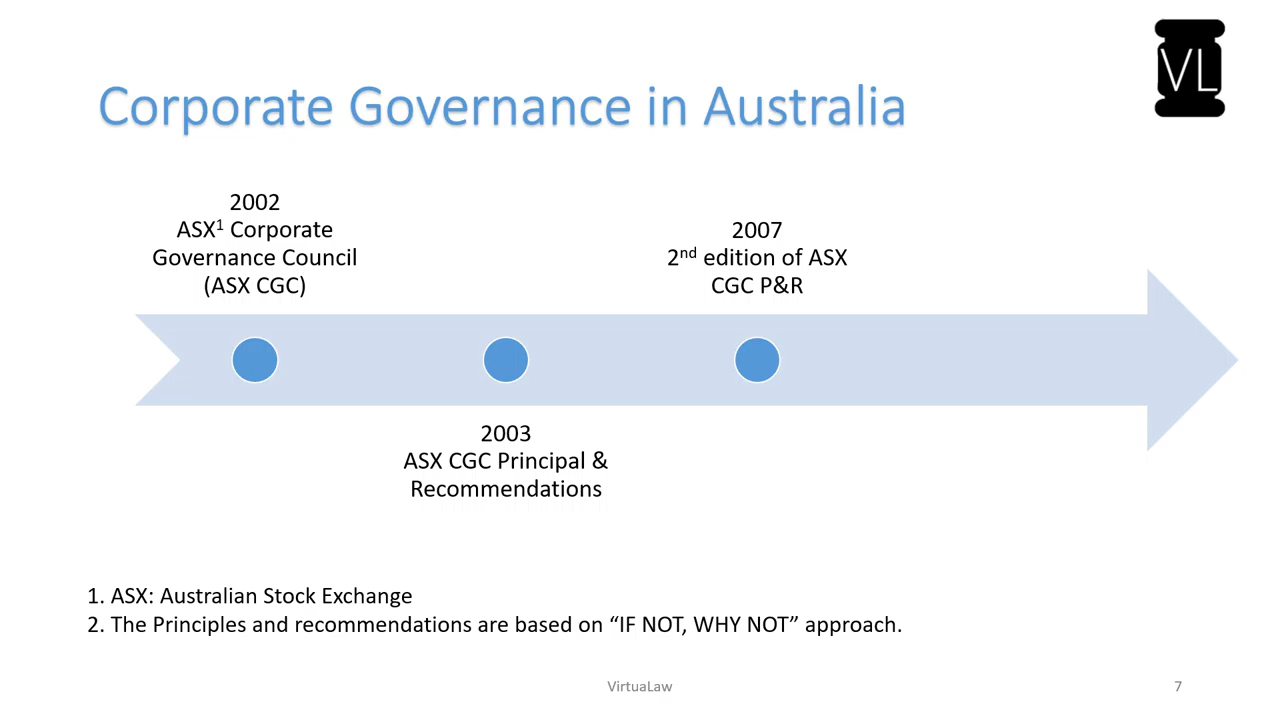 VL
Corporate Governance in Australia
2002
ASX¹ Corporate
Governance Council
(ASX CGC)
2007
2nd edition of ASX
CGC P&R
2003
ASX CGC Principal &
Recommendations
1. ASX: Australian Stock Exchange
2. The Principles and recommendations are based on “IF NOT, WHY NOT” approach.
VirtuaLaw
7